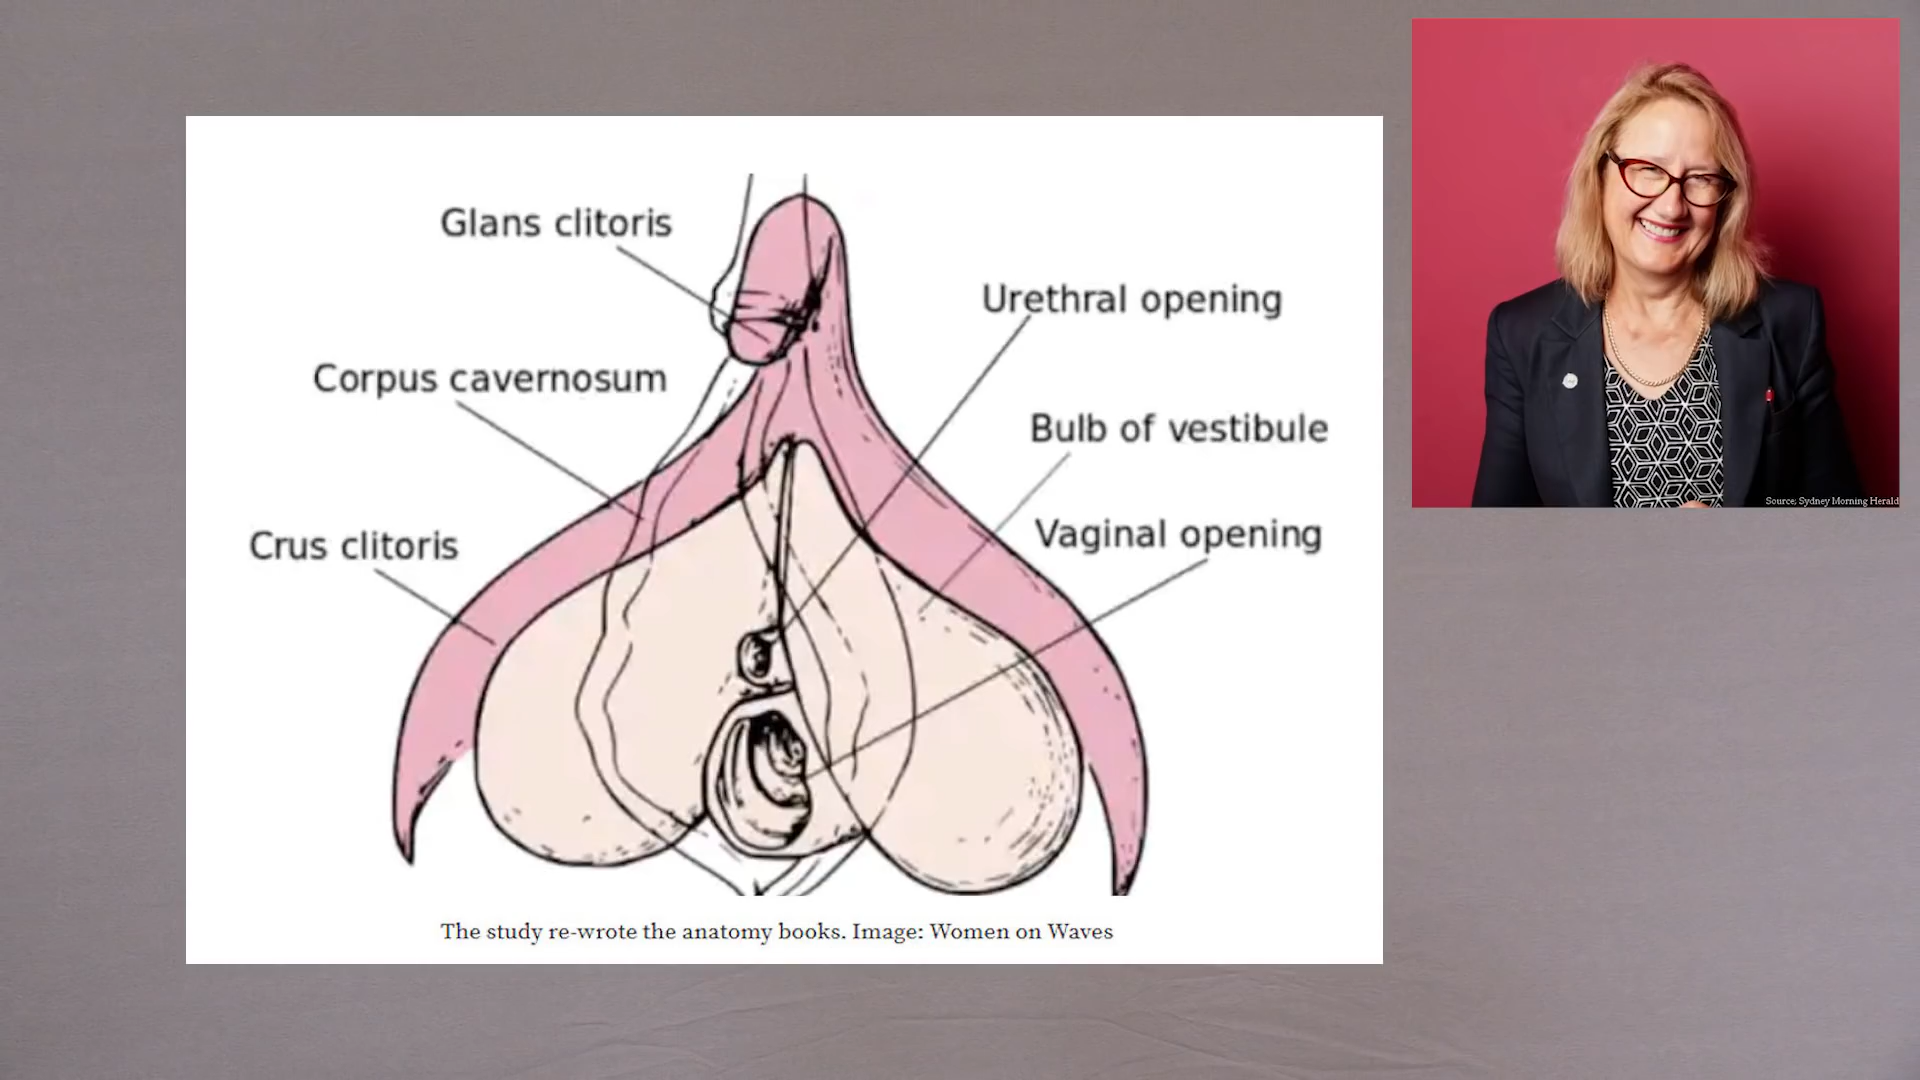 Glans clitoris
Urethral opening
Corpus cavernosum
Bulb of vestibule
Vaginal opening
Crus clitoris
The study re-wrote the anatomy books. Image: Women on Waves
Source; Sydney Morning Herald